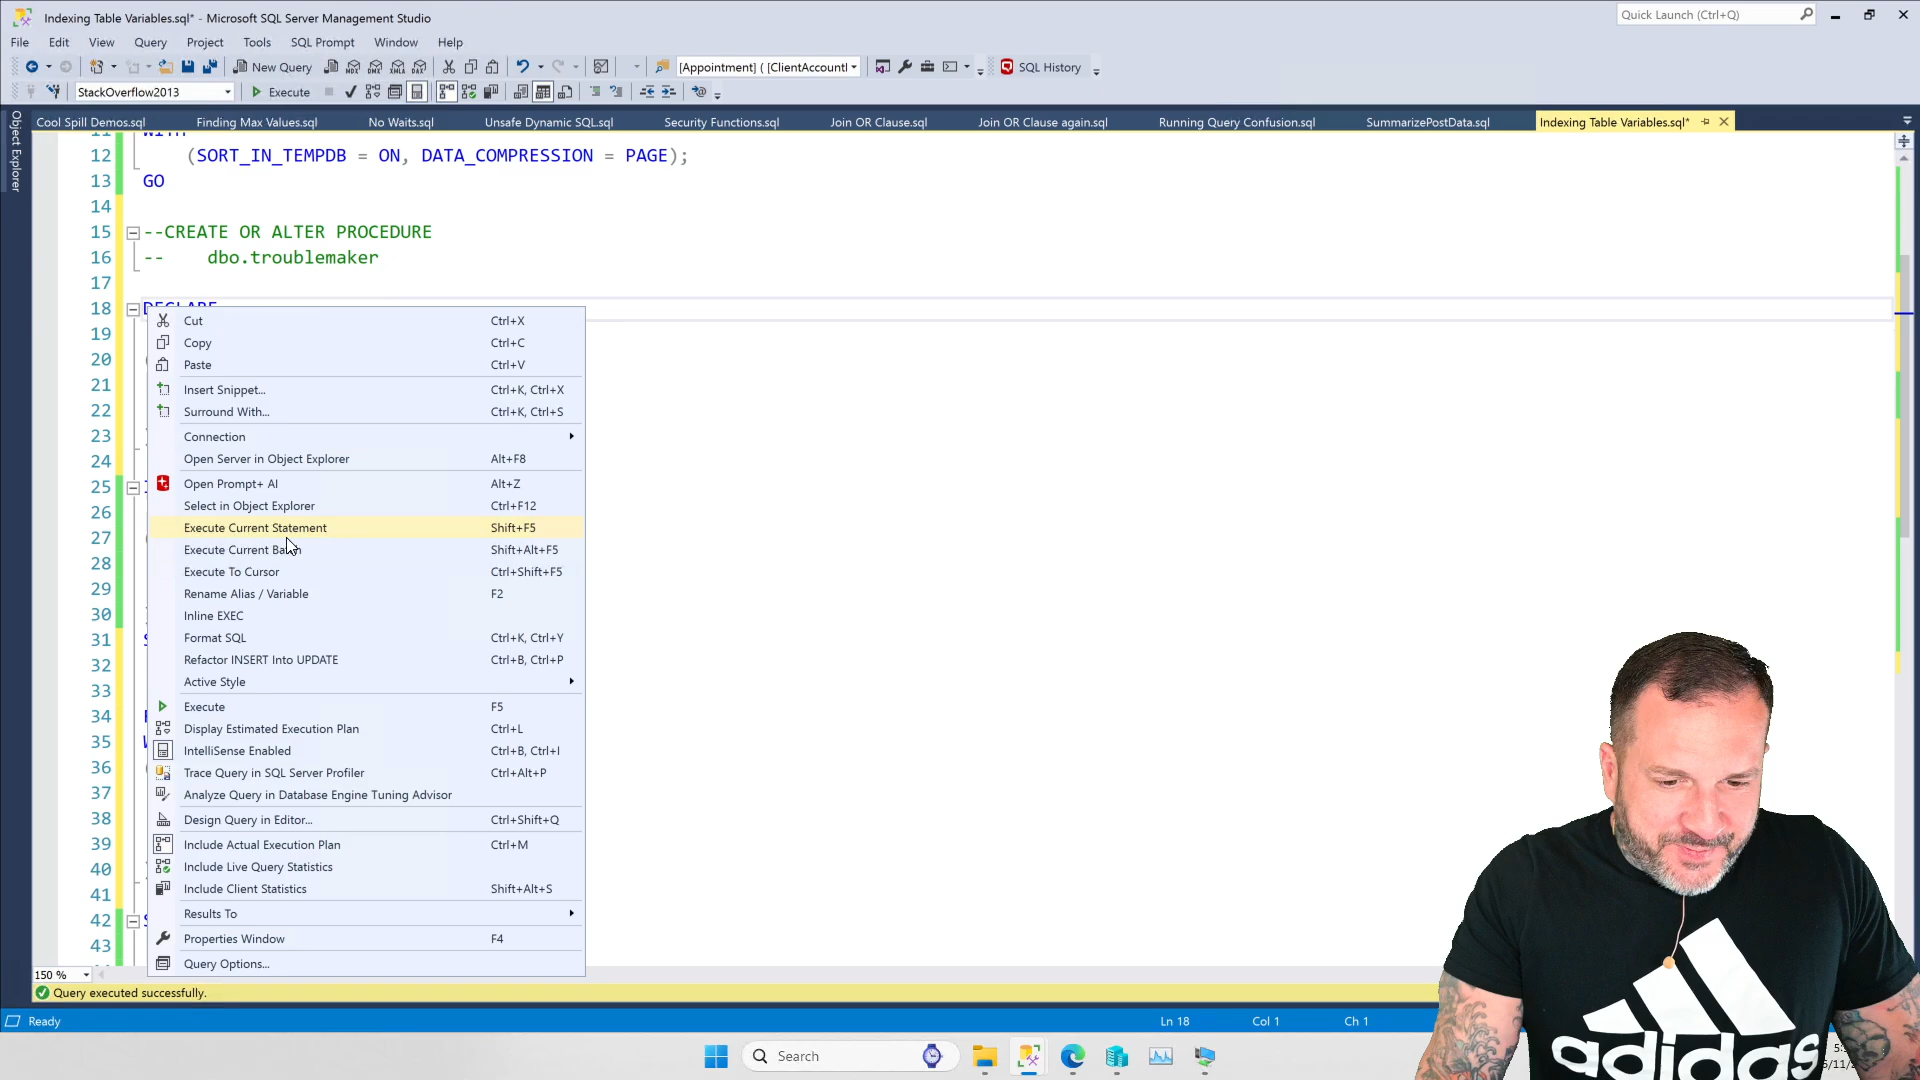 Indexing Table Variables.sql* - Microsoft SQL Server Management Studio
Quick Launch (Ctrl+Q)
File Edit View Query Project Tools SQL Prompt Window Help
New Query MDX DMX XMLA DAX [Appointment] ( [ClientAccountI SQL History
StackOverflow2013 Execute
Object Explorer
Cool Spill Demos.sql Finding Max Values.sql No Waits.sql Unsafe Dynamic SQL.sql Security Functions.sql Join OR Clause.sql Join OR Clause again.sql Running Query Confusion.sql SummarizePostData.sql Indexing Table Variables.sql*
11 WITH
12 (SORT_IN_TEMPDB = ON, DATA_COMPRESSION = PAGE);
13 GO
14
15 --CREATE OR ALTER PROCEDURE
16 -- dbo.troublemaker
17
18 DECLARE
19
20
21
22
23
24
25
26
27
28
29
30
31
32
33
34
35
36
37
38
39
40
41
42
43
Cut Ctrl+X
Copy Ctrl+C
Paste Ctrl+V
Insert Snippet... Ctrl+K, Ctrl+X
Surround With... Ctrl+K, Ctrl+S
Connection
Open Server in Object Explorer Alt+F8
Open Prompt+ AI Alt+Z
Select in Object Explorer Ctrl+F12
Execute Current Statement Shift+F5
Execute Current Batch Shift+Alt+F5
Execute To Cursor Ctrl+Shift+F5
Rename Alias / Variable F2
Inline EXEC
Format SQL Ctrl+K, Ctrl+Y
Refactor INSERT Into UPDATE Ctrl+B, Ctrl+P
Active Style
Execute F5
Display Estimated Execution Plan Ctrl+L
IntelliSense Enabled Ctrl+B, Ctrl+I
Trace Query in SQL Server Profiler Ctrl+Alt+P
Analyze Query in Database Engine Tuning Advisor
Design Query in Editor... Ctrl+Shift+Q
Include Actual Execution Plan Ctrl+M
Include Live Query Statistics
Include Client Statistics Shift+Alt+S
Results To
Properties Window F4
Query Options...
150 %
Query executed successfully.
Ready Ln 18 Col 1 Ch 1
Search
adidas